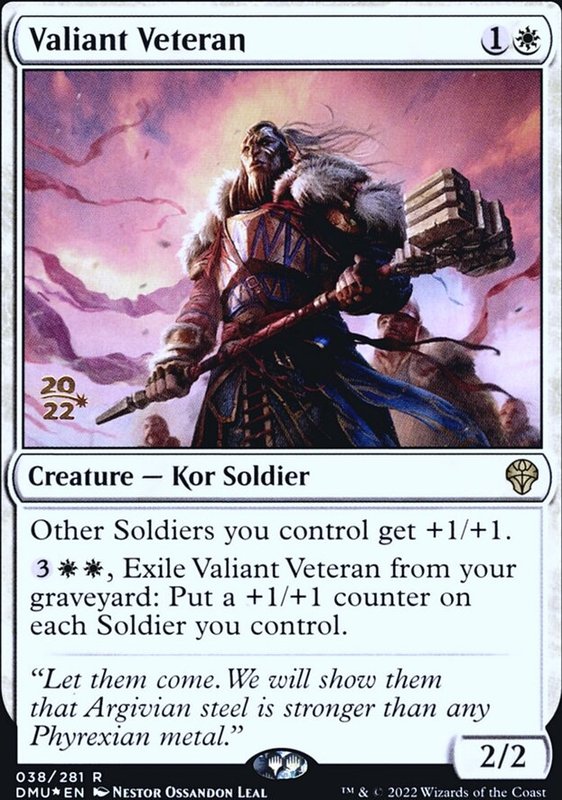 Valiant Veteran 1
20
22
Creature — Kor Soldier
Other Soldiers you control get +1/+1.
3, Exile Valiant Veteran from your
graveyard: Put a +1/+1 counter on
each Soldier you control.
“Let them come. We will show them
that Argivian steel is stronger than any
Phyrexian metal.”
2/2
038/281 R
DMU★EN Nestor Ossandon Leal ™ & © 2022 Wizards of the Coast